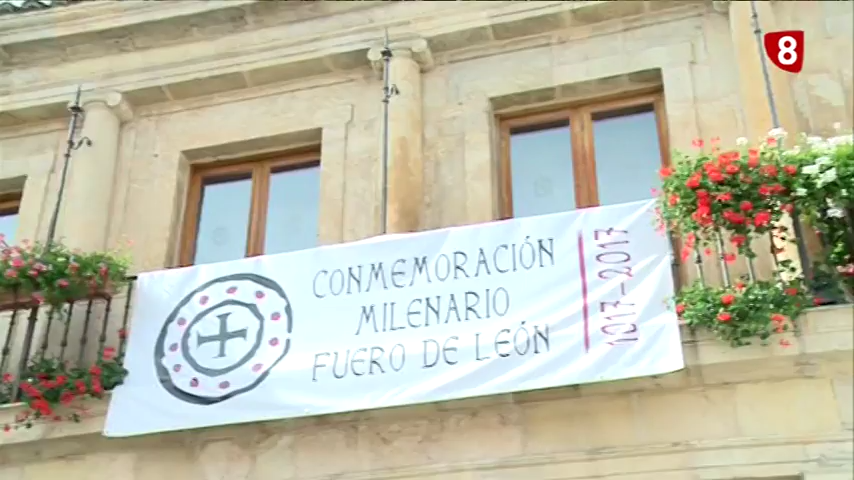 CONMEMORACIÓN
MILENARIO
FUERO DE LEÓN
1017-2017
8